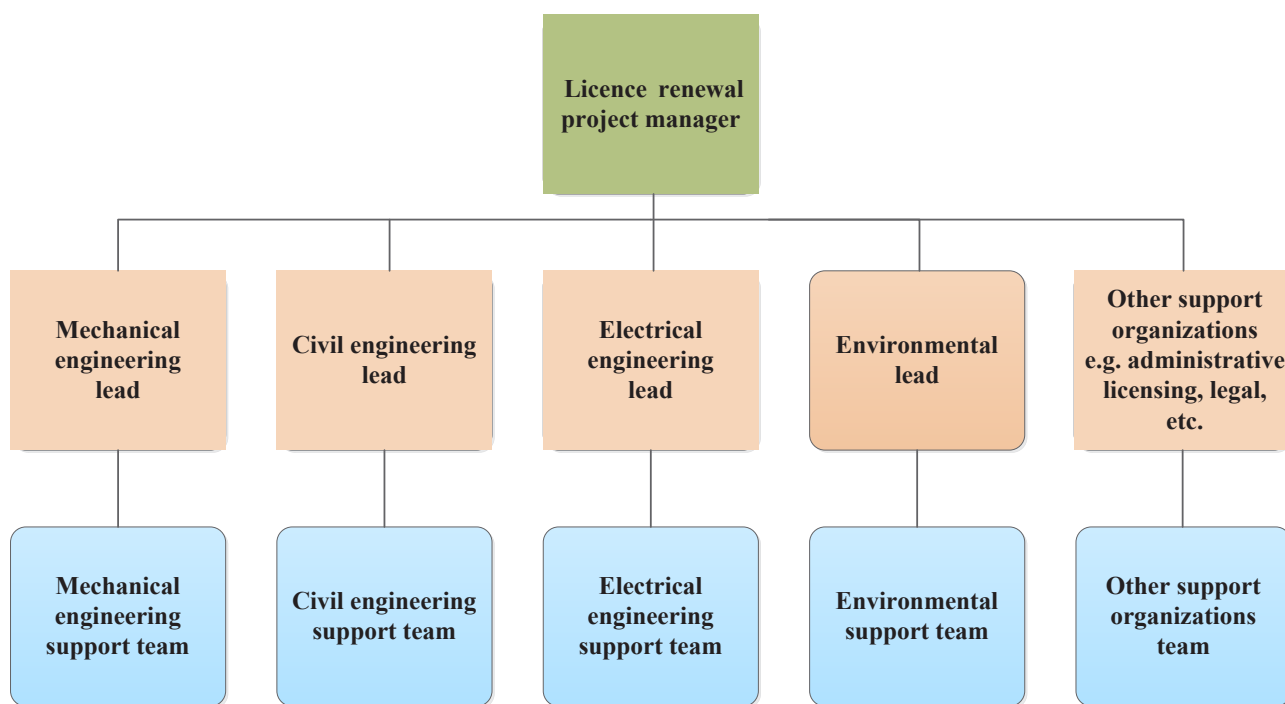 Licence renewal
project manager
Mechanical
engineering
lead
Civil engineering
lead
Electrical
engineering
lead
Environmental
lead
Other support
organizations
e.g. administrative
licensing, legal,
etc.
Mechanical
engineering
support team
Civil engineering
support team
Electrical
engineering
support team
Environmental
support team
Other support
organizations
team